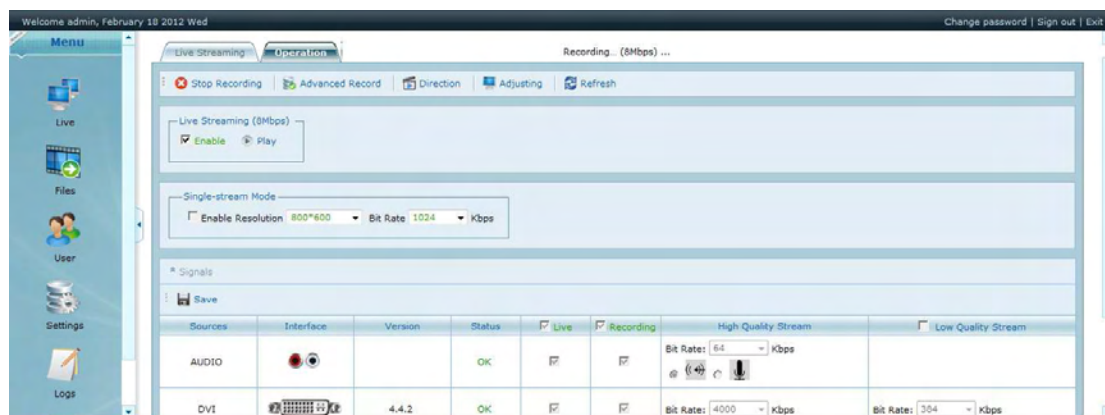 Welcome admin, February 18 2012 Wed
Change password | Sign out | Exit
Menu
Live
Files
User
Settings
Logs
Live Streaming
Operation
Recording... (8Mbps) ...
Stop Recording
Advanced Record
Direction
Adjusting
Refresh
Live Streaming (8Mbps)
Enable Play
Single-stream Mode
Enable Resolution 800*600 Bit Rate 1024 Kbps
* Signals
Save
Sources Interface Version Status Live Recording High Quality Stream Low Quality Stream
AUDIO OK Bit Rate: 64 Kbps
DVI 4.4.2 OK Bit Rate: 4000 Kbps Bit Rate: 384 Kbps